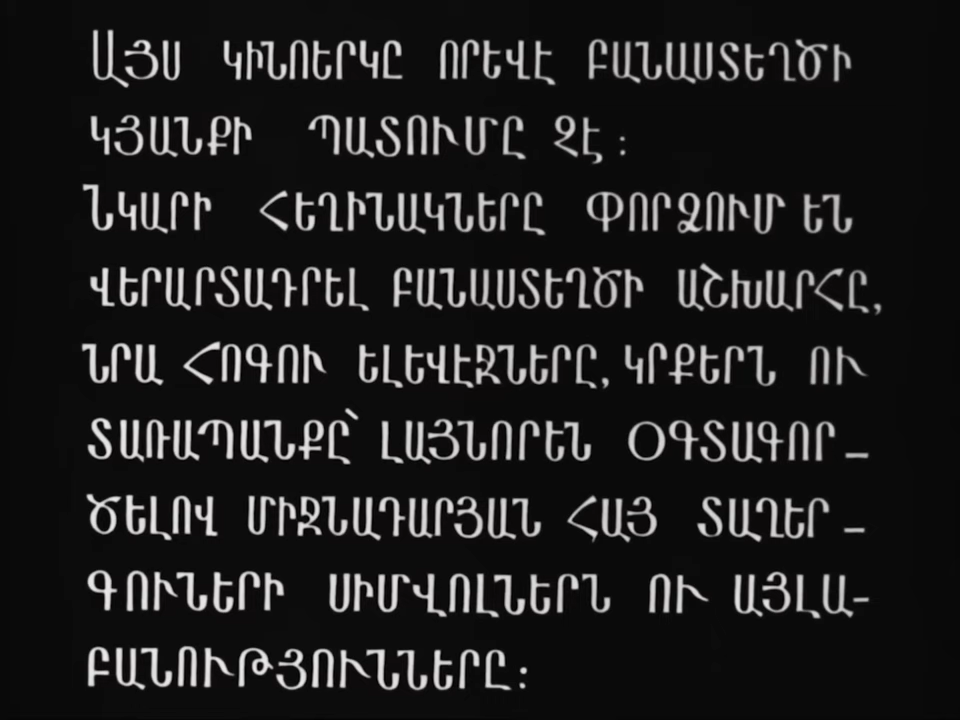 Այս կիներկը որեվէ բանաստեղծի
կյանքի պատումը չէ։
Նկարի հեղինակները փորձում են
վերարտադրել բանաստեղծի աշխարհը,
նրա հոգու ելեվէջները, կրքերն ու
տառապանքը՝ լայնորեն օգտագոր-
ծելով միջնադարյան հայ տաղեր-
գուների սիմվոլներն ու այլա-
բանությունները։